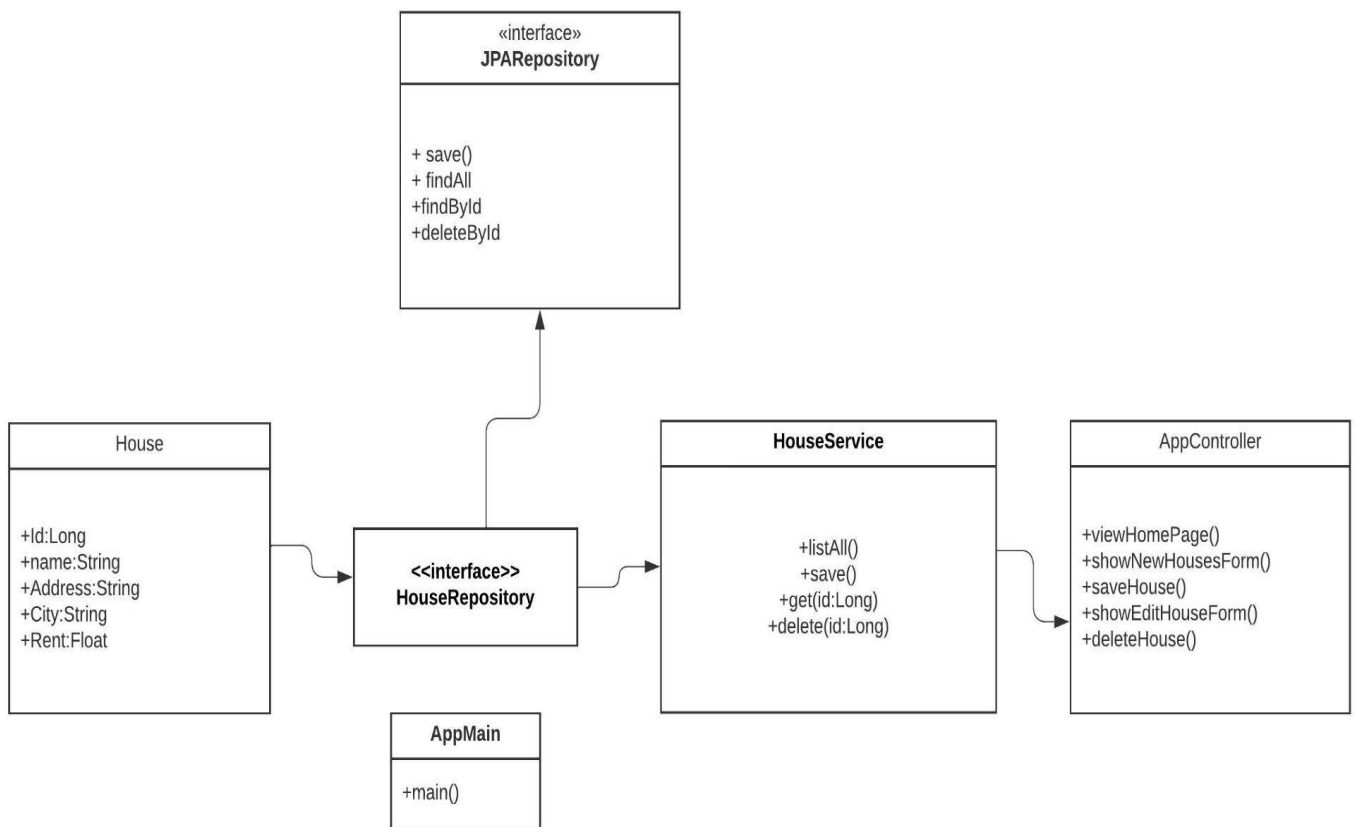 «interface»
JPARepository
+ save()
+ findAll
+findById
+deleteById
House
+Id:Long
+name:String
+Address:String
+City:String
+Rent:Float
<<interface>>
HouseRepository
HouseService
+listAll()
+save()
+get(id:Long)
+delete(id:Long)
AppController
+viewHomePage()
+showNewHousesForm()
+saveHouse()
+showEditHouseForm()
+deleteHouse()
AppMain
+main()